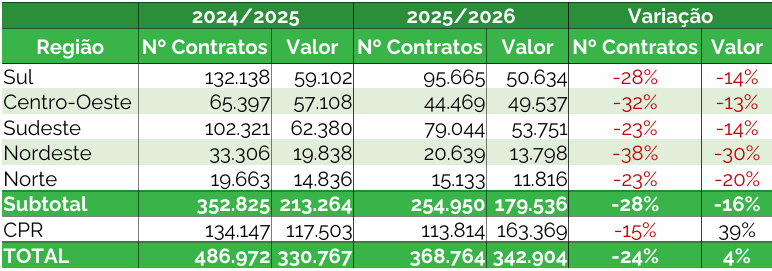 2024/2025 2025/2026 Variação
Região Nº Contratos Valor Nº Contratos Valor Nº Contratos Valor
Sul 132.138 59.102 95.665 50.634 -28% -14%
Centro-Oeste 65.397 57.108 44.469 49.537 -32% -13%
Sudeste 102.321 62.380 79.044 53.751 -23% -14%
Nordeste 33.306 19.838 20.639 13.798 -38% -30%
Norte 19.663 14.836 15.133 11.816 -23% -20%
Subtotal 352.825 213.264 254.950 179.536 -28% -16%
CPR 134.147 117.503 113.814 163.369 -15% 39%
TOTAL 486.972 330.767 368.764 342.904 -24% 4%